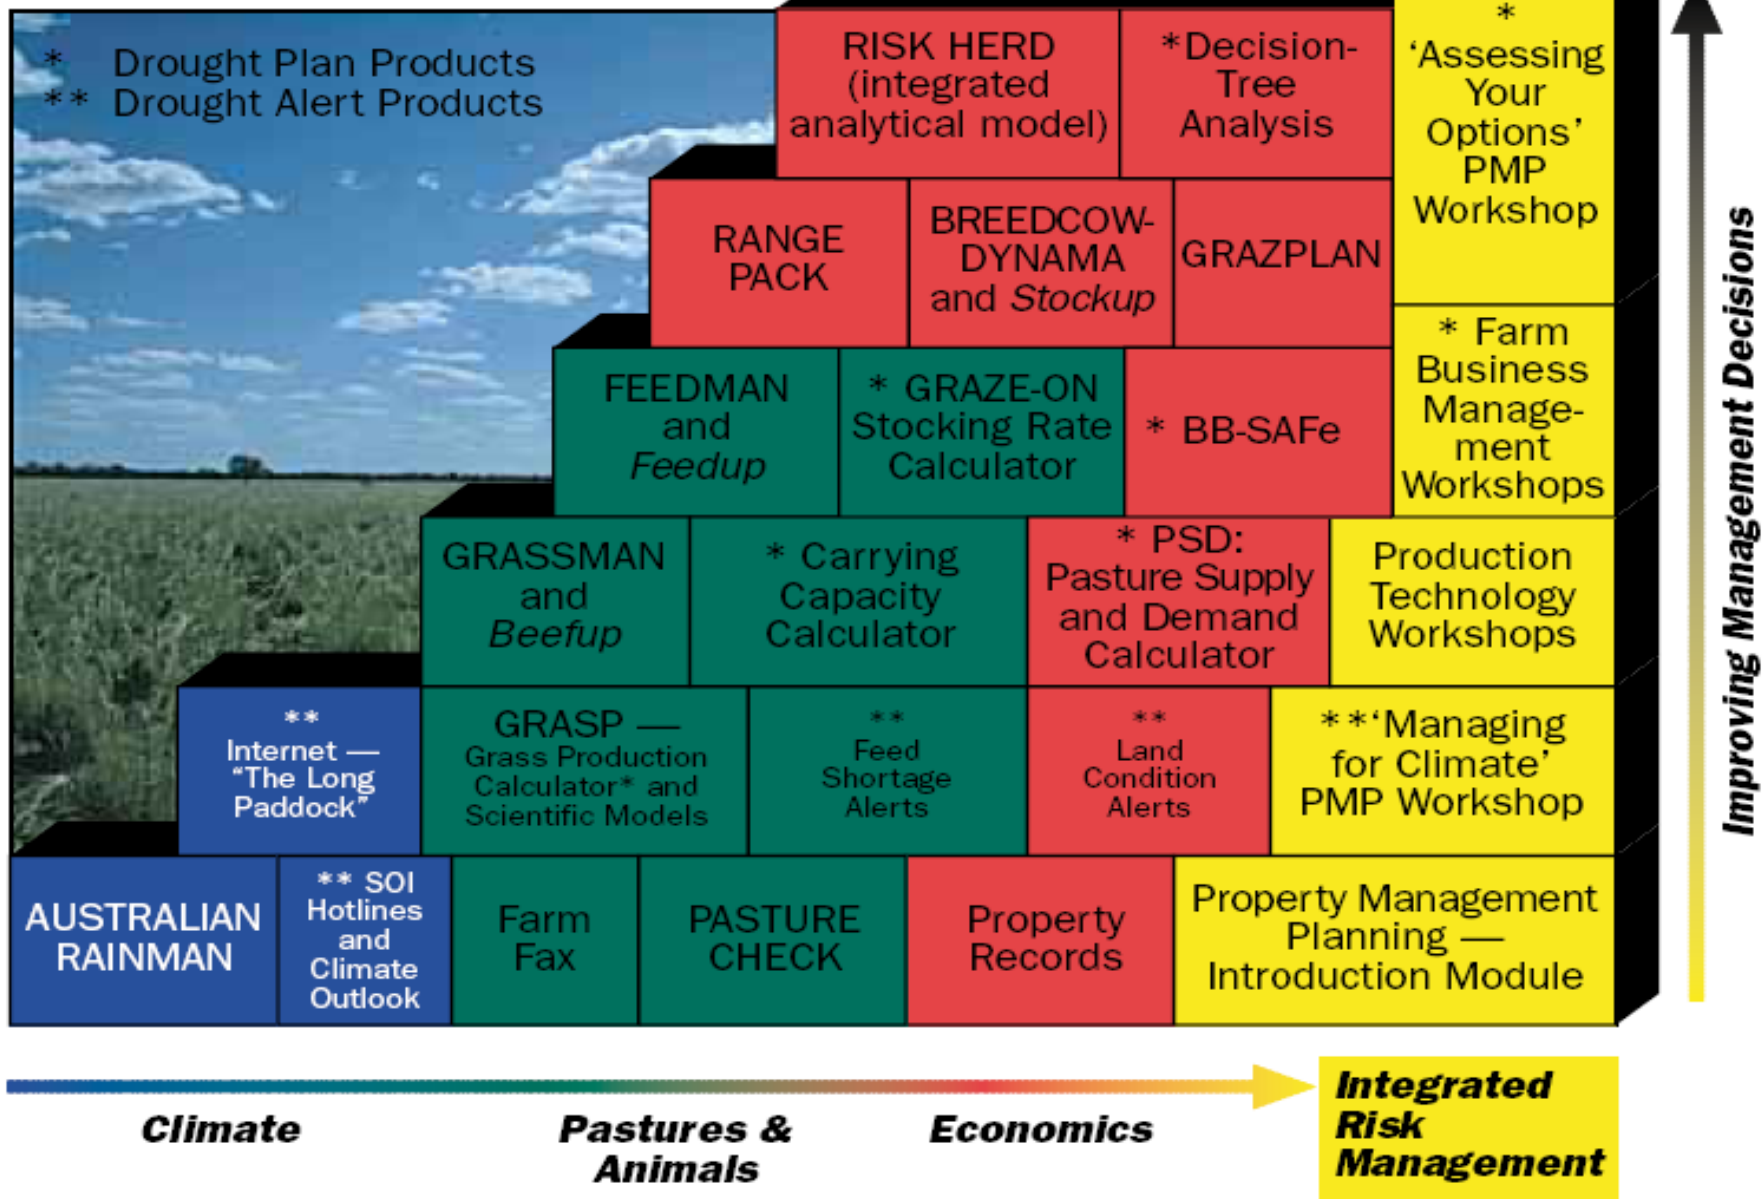 * Drought Plan Products
** Drought Alert Products
RISK HERD
(integrated
analytical model)
*Decision-
Tree
Analysis
*
‘Assessing
Your
Options’
PMP
Workshop
RANGE
PACK
BREEDCOW-
DYNAMA
and Stockup
GRAZPLAN
* Farm
Business
Manage-
ment
Workshops
FEEDMAN
and
Feedup
* GRAZE-ON
Stocking Rate
Calculator
* BB-SAFe
GRASSMAN
and
Beefup
* Carrying
Capacity
Calculator
* PSD:
Pasture Supply
and Demand
Calculator
Production
Technology
Workshops
**
Internet —
“The Long
Paddock”
GRASP —
Grass Production
Calculator* and
Scientific Models
**
Feed
Shortage
Alerts
**
Land
Condition
Alerts
**‘Managing
for Climate’
PMP Workshop
AUSTRALIAN
RAINMAN
** SOI
Hotlines
and
Climate
Outlook
Farm
Fax
PASTURE
CHECK
Property
Records
Property Management
Planning —
Introduction Module
Improving Management Decisions
Climate
Pastures &
Animals
Economics
Integrated
Risk
Management